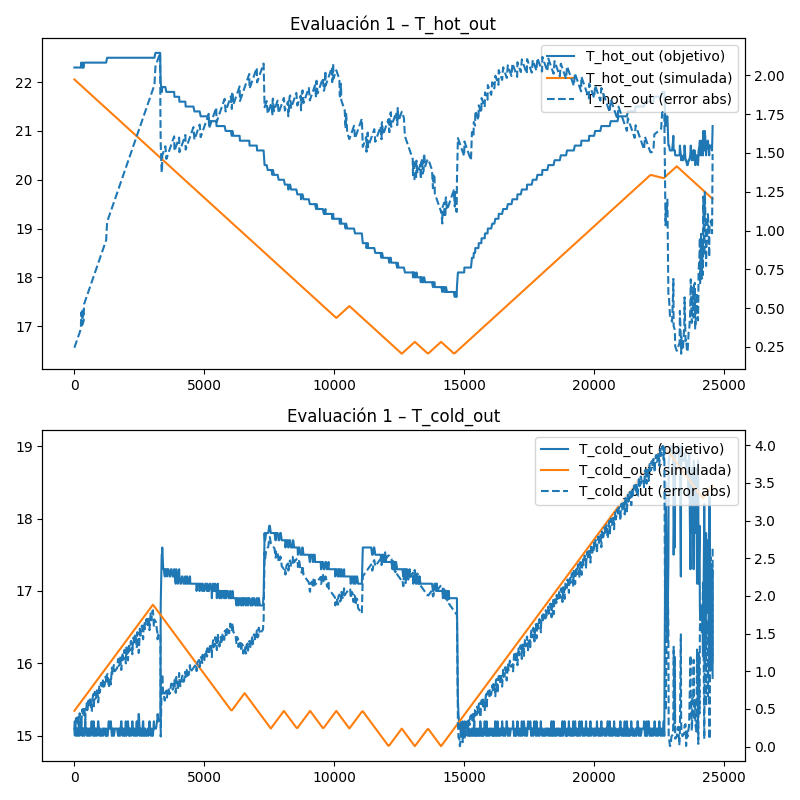 Evaluación 1 – T_hot_out
T_hot_out (objetivo)
T_hot_out (simulada)
T_hot_out (error abs)
22
21
20
19
18
17
2.00
1.75
1.50
1.25
1.00
0.75
0.50
0.25
0 5000 10000 15000 20000 25000
Evaluación 1 – T_cold_out
T_cold_out (objetivo)
T_cold_out (simulada)
T_cold_out (error abs)
19
18
17
16
15
4.0
3.5
3.0
2.5
2.0
1.5
1.0
0.5
0.0
0 5000 10000 15000 20000 25000